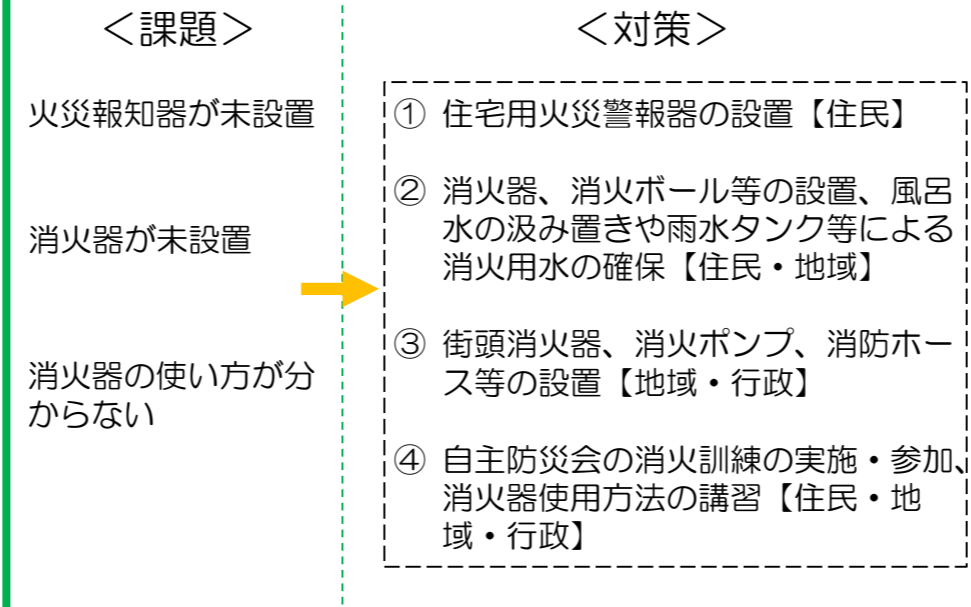 ＜課題＞
火災報知器が未設置
消火器が未設置
消火器の使い方が分
からない
＜対策＞
① 住宅用火災警報器の設置【住民】
② 消火器、消火ボール等の設置、風呂
水の汲み置きや雨水タンク等による
消火用水の確保【住民・地域】
③ 街頭消火器、消火ポンプ、消防ホー
ス等の設置【地域・行政】
④ 自主防災会の消火訓練の実施・参加、
消火器使用方法の講習【住民・地
域・行政】